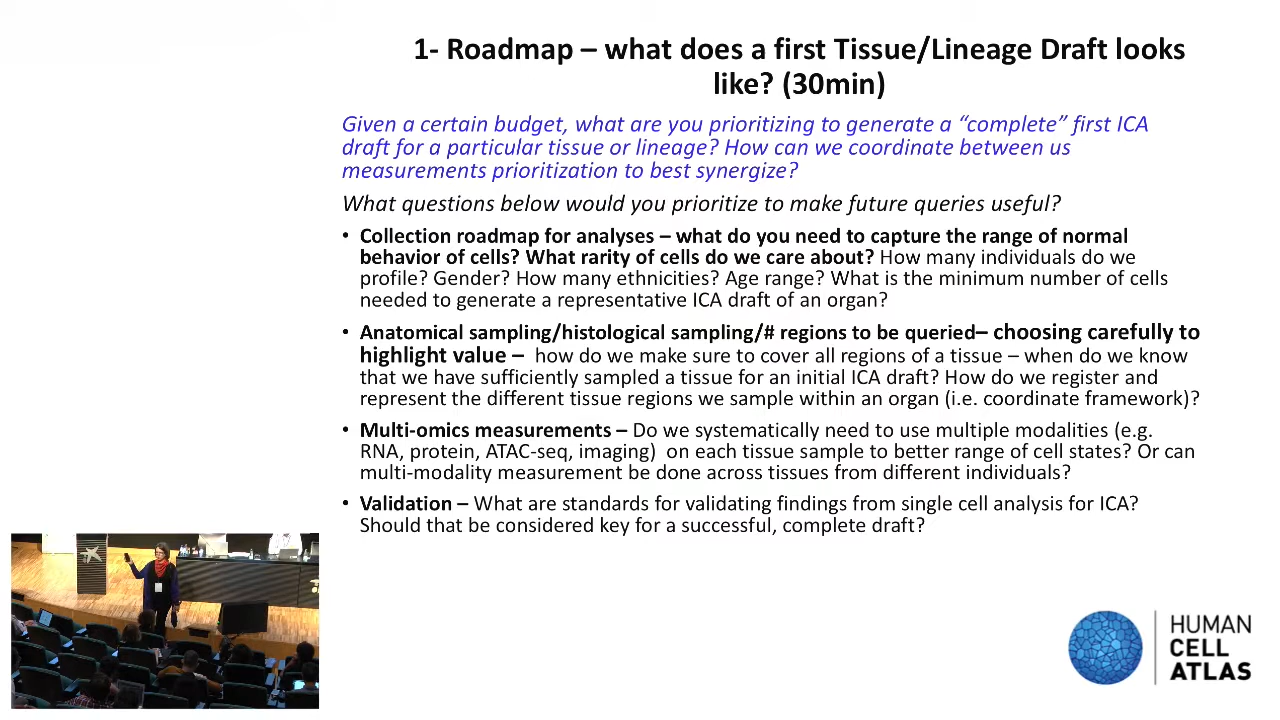 1- Roadmap – what does a first Tissue/Lineage Draft looks
like? (30min)
Given a certain budget, what are you prioritizing to generate a “complete” first ICA
draft for a particular tissue or lineage? How can we coordinate between us
measurements prioritization to best synergize?
What questions below would you prioritize to make future queries useful?
• Collection roadmap for analyses – what do you need to capture the range of normal
behavior of cells? What rarity of cells do we care about? How many individuals do we
profile? Gender? How many ethnicities? Age range? What is the minimum number of cells
needed to generate a representative ICA draft of an organ?
• Anatomical sampling/histological sampling/# regions to be queried– choosing carefully to
highlight value – how do we make sure to cover all regions of a tissue – when do we know
that we have sufficiently sampled a tissue for an initial ICA draft? How do we register and
represent the different tissue regions we sample within an organ (i.e. coordinate framework)?
• Multi-omics measurements – Do we systematically need to use multiple modalities (e.g.
RNA, protein, ATAC-seq, imaging) on each tissue sample to better range of cell states? Or can
multi-modality measurement be done across tissues from different individuals?
• Validation – What are standards for validating findings from single cell analysis for ICA?
Should that be considered key for a successful, complete draft?
HUMAN
CELL
ATLAS